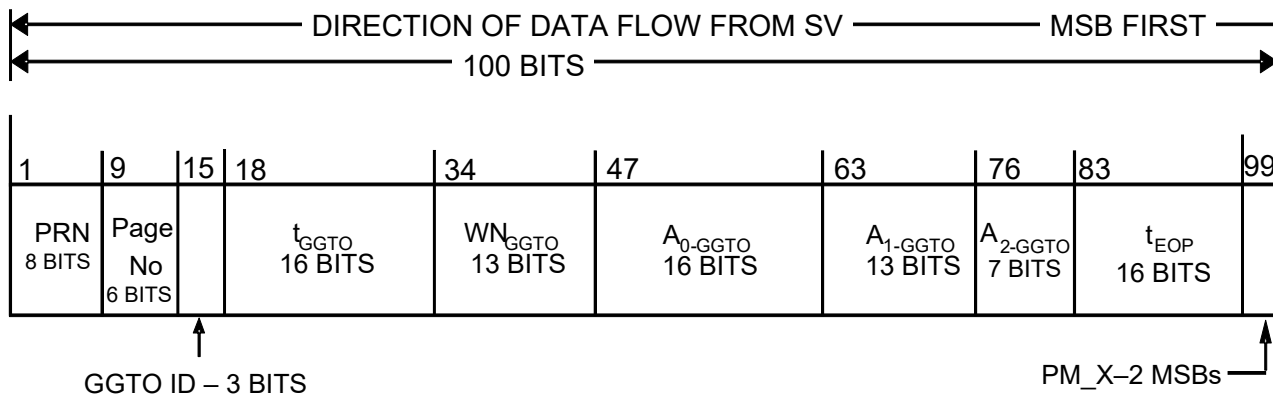 DIRECTION OF DATA FLOW FROM SV MSB FIRST
100 BITS
1 9 15 18 34 47 63 76 83 99
PRN
8 BITS
Page
No
6 BITS
tGGTO
16 BITS
WNGGTO
13 BITS
A0-GGTO
16 BITS
A1-GGTO
13 BITS
A2-GGTO
7 BITS
tEOP
16 BITS
GGTO ID – 3 BITS
PM_X–2 MSBs